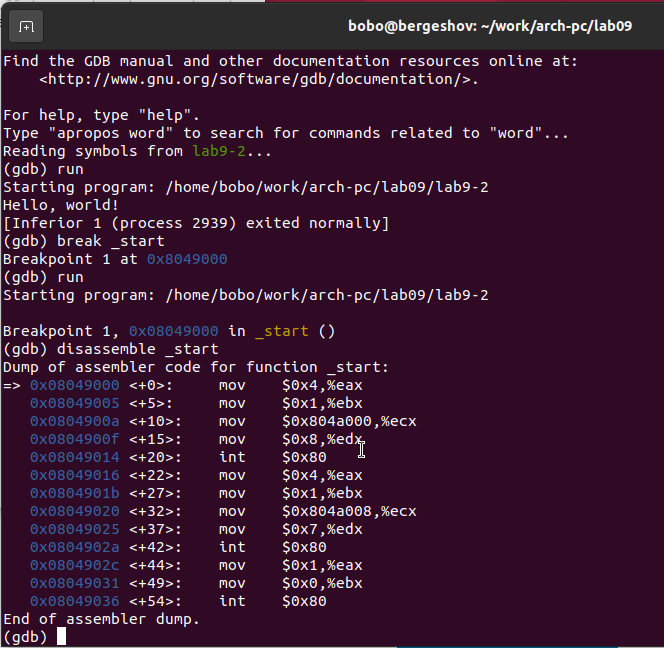 bobo@bergeshov: ~/work/arch-pc/lab09
Find the GDB manual and other documentation resources online at:
    <http://www.gnu.org/software/gdb/documentation/>.

For help, type "help".
Type "apropos word" to search for commands related to "word"...
Reading symbols from lab9-2...
(gdb) run
Starting program: /home/bobo/work/arch-pc/lab09/lab9-2
Hello, world!
[Inferior 1 (process 2939) exited normally]
(gdb) break _start
Breakpoint 1 at 0x8049000
(gdb) run
Starting program: /home/bobo/work/arch-pc/lab09/lab9-2

Breakpoint 1, 0x08049000 in _start ()
(gdb) disassemble _start
Dump of assembler code for function _start:
=> 0x08049000 <+0>:     mov    $0x4,%eax
   0x08049005 <+5>:     mov    $0x1,%ebx
   0x0804900a <+10>:    mov    $0x804a000,%ecx
   0x0804900f <+15>:    mov    $0x8,%edx
   0x08049014 <+20>:    int    $0x80
   0x08049016 <+22>:    mov    $0x4,%eax
   0x0804901b <+27>:    mov    $0x1,%ebx
   0x08049020 <+32>:    mov    $0x804a008,%ecx
   0x08049025 <+37>:    mov    $0x7,%edx
   0x0804902a <+42>:    int    $0x80
   0x0804902c <+44>:    mov    $0x1,%eax
   0x08049031 <+49>:    mov    $0x0,%ebx
   0x08049036 <+54>:    int    $0x80
End of assembler dump.
(gdb)